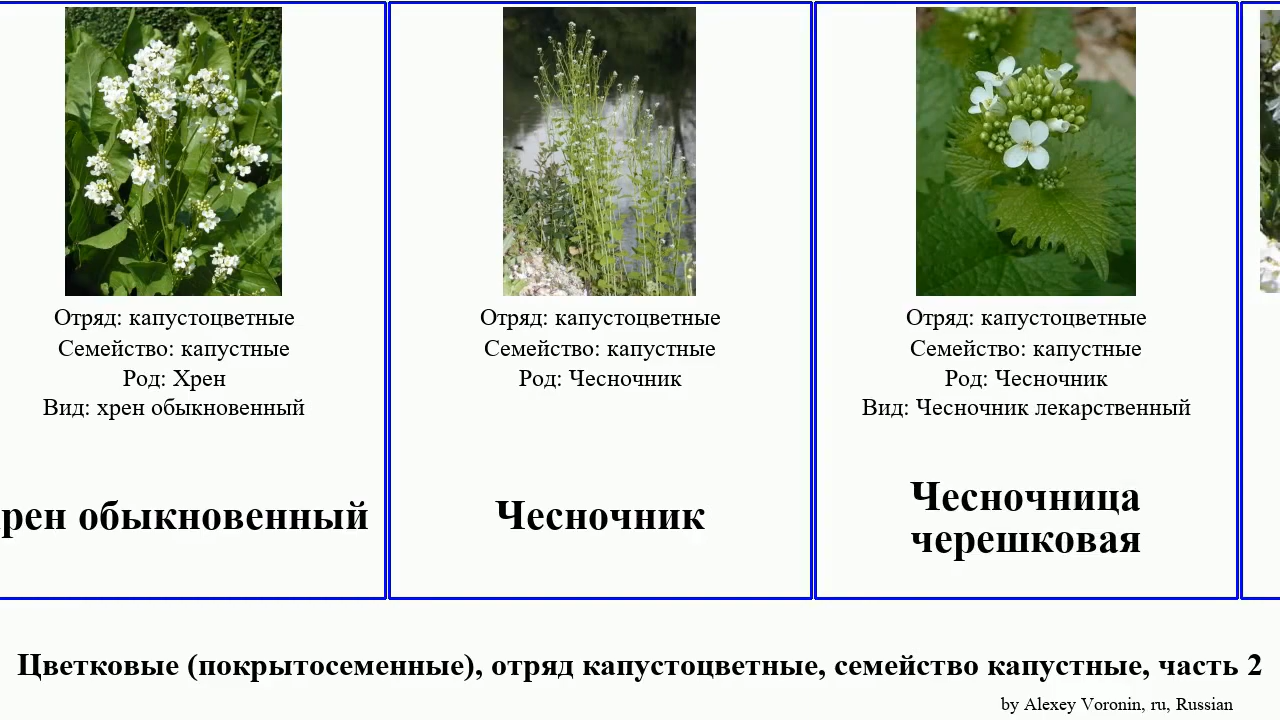 Отряд: капустоцветные
Семейство: капустные
Род: Хрен
Вид: хрен обыкновенный
обыкновенный
Отряд: капустоцветные
Семейство: капустные
Род: Чесночник
Чесночник
Отряд: капустоцветные
Семейство: капустные
Род: Чесночник
Вид: Чесночник лекарственный
Чесночница
черешковая
Цветковые (покрытосеменные), отряд капустоцветные, семейство капустные, часть 2
by Alexey Voronin, ru, Russian